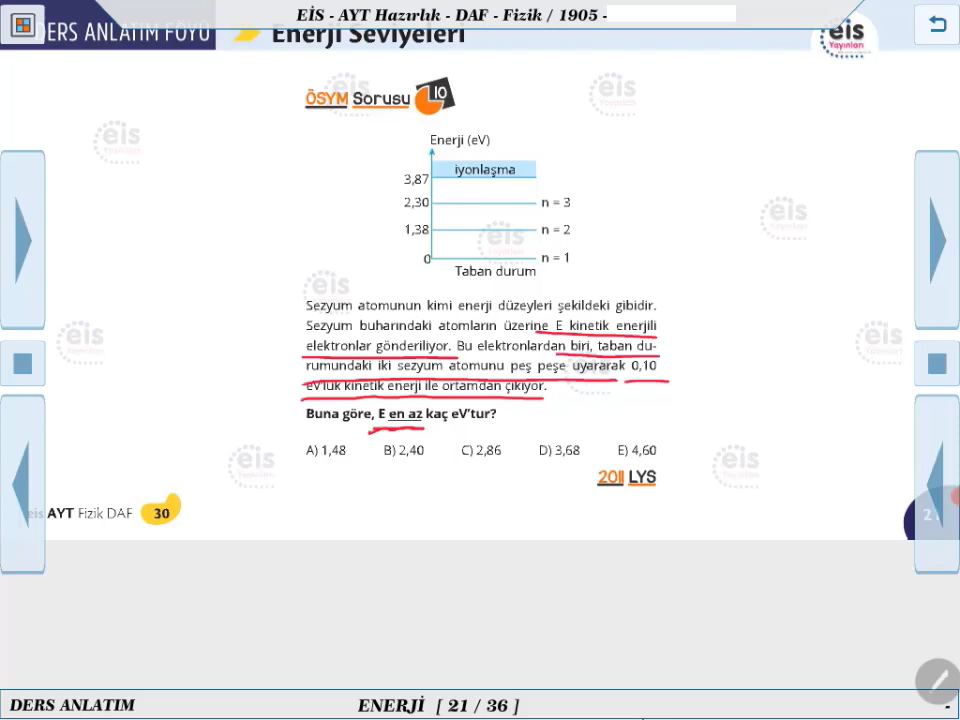 EİS - AYT Hazırlık - DAF - Fizik / 1905 -
DERS ANLATIM FÖYÜ
Enerji Seviyeleri
eis
Yayınları
ÖSYM Sorusu 10
Enerji (eV)
iyonlaşma
3,87
2,30 n = 3
1,38 n = 2
0 n = 1
Taban durum
Sezyum atomunun kimi enerji düzeyleri şekildeki gibidir.
Sezyum buharındaki atomların üzerine E kinetik enerjili
elektronlar gönderiliyor. Bu elektronlardan biri, taban du-
rumundaki iki sezyum atomunu peş peşe uyararak 0,10
eV'luk kinetik enerji ile ortamdan çıkıyor.
Buna göre, E en az kaç eV'tur?
A) 1,48 B) 2,40 C) 2,86 D) 3,68 E) 4,60
2011 LYS
eis AYT Fizik DAF 30
DERS ANLATIM ENERJİ [ 21 / 36 ] -